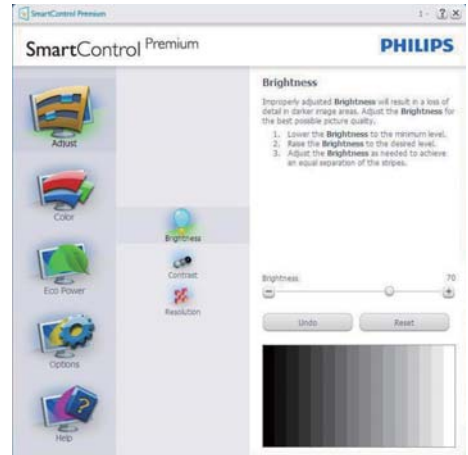 SmartControl Premium
1 - ? X
SmartControl Premium
PHILIPS
Adjust
Color
Eco Power
Options
Help
Brightness
Contrast
Resolution
Brightness
Improperly adjusted Brightness will result in a loss of
detail in darker image areas. Adjust the Brightness for
the best possible picture quality.
1. Lower the Brightness to the minimum level.
2. Raise the Brightness to the desired level.
3. Adjust the Brightness as needed to achieve
an equal separation of the stripes.
Brightness 70
Undo Reset